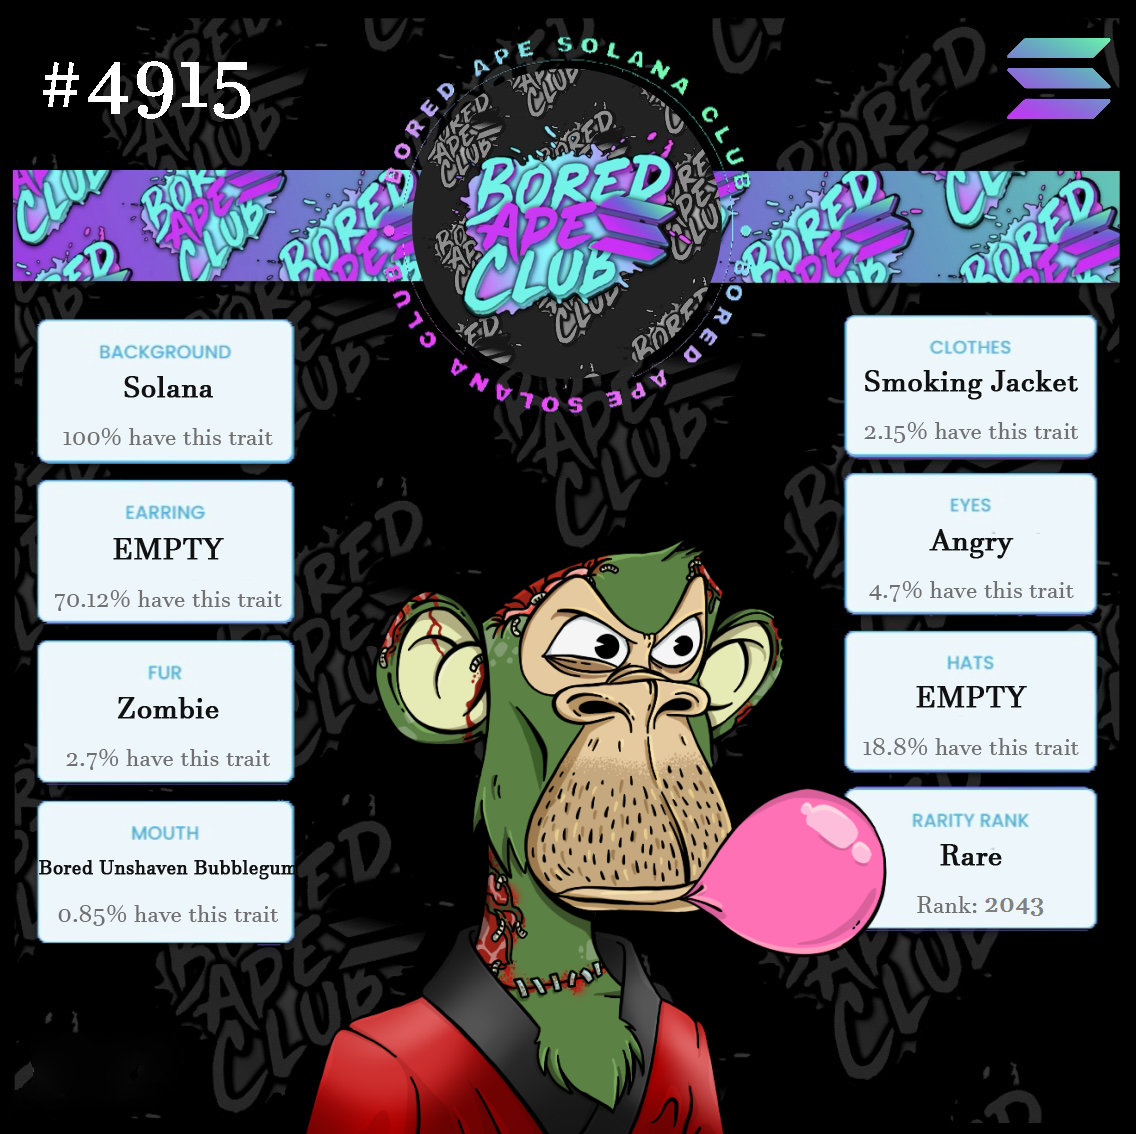 #4915
BORED APE SOLANA CLUB
BORED APE SOLANA CLUB
BORED
APE
CLUB
BACKGROUND
Solana
100% have this trait
EARRING
EMPTY
70.12% have this trait
FUR
Zombie
2.7% have this trait
MOUTH
Bored Unshaven Bubblegum
0.85% have this trait
CLOTHES
Smoking Jacket
2.15% have this trait
EYES
Angry
4.7% have this trait
HATS
EMPTY
18.8% have this trait
RARITY RANK
Rare
Rank: 2043